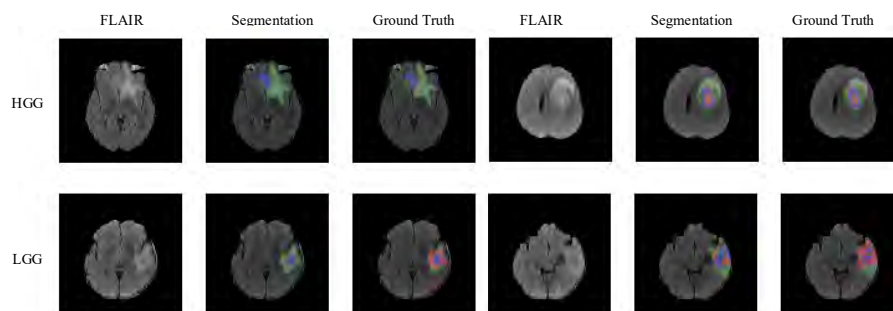 FLAIR Segmentation Ground Truth FLAIR Segmentation Ground Truth
HGG
LGG